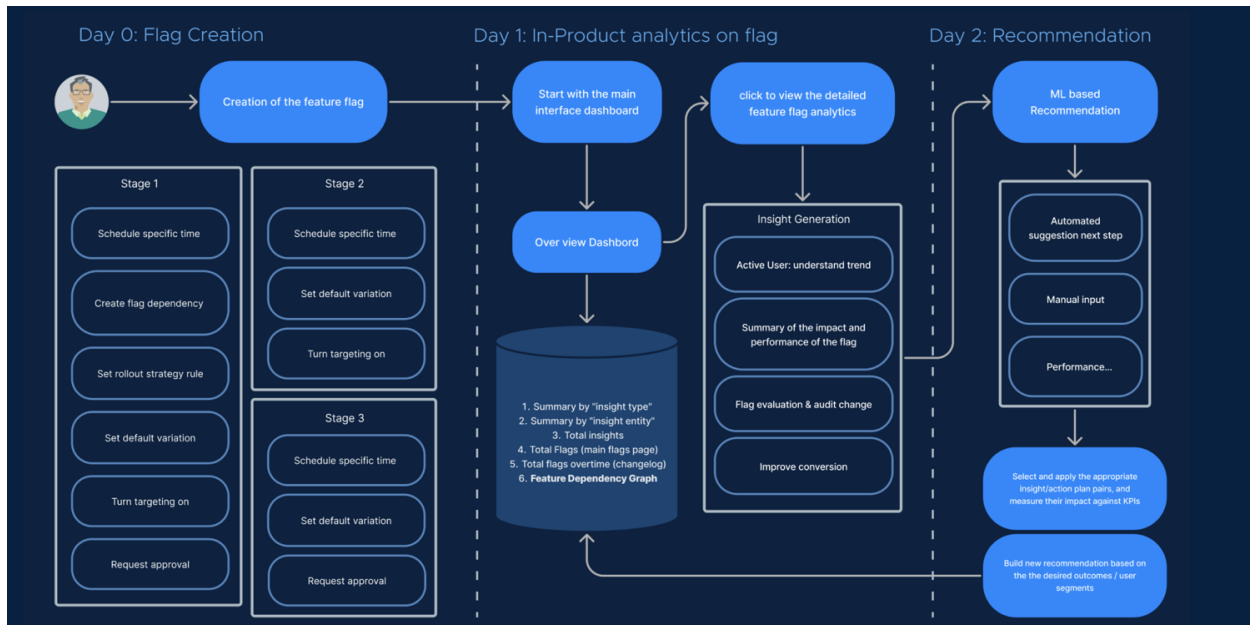 Day 0: Flag Creation
Day 1: In-Product analytics on flag
Day 2: Recommendation
Creation of the feature flag
Start with the main
interface dashboard
click to view the detailed
feature flag analytics
ML based
Recommendation
Stage 1
Schedule specific time
Create flag dependency
Set rollout strategy rule
Set default variation
Turn targeting on
Request approval
Stage 2
Schedule specific time
Set default variation
Turn targeting on
Stage 3
Schedule specific time
Set default variation
Request approval
Over view Dashbord
1. Summary by "insight type"
2. Summary by "insight entity"
3. Total insights
4. Total Flags (main flags page)
5. Total flags overtime (changelog)
6. Feature Dependency Graph
Insight Generation
Active User: understand trend
Summary of the impact and
performance of the flag
Flag evaluation & audit change
Improve conversion
Automated
suggestion next step
Manual input
Performance...
Select and apply the appropriate
insight/action plan pairs, and
measure their impact against KPIs
Build new recommendation based on
the the desired outcomes / user
segments